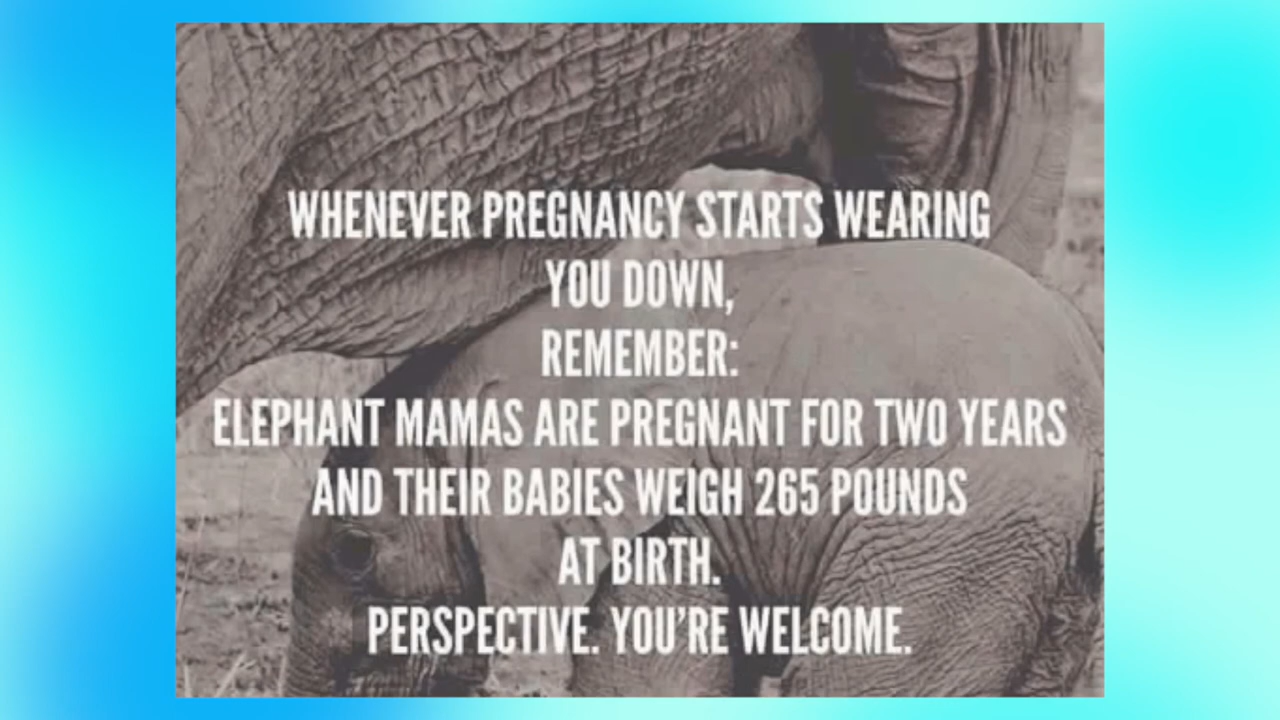 WHENEVER PREGNANCY STARTS WEARING
YOU DOWN,
REMEMBER:
ELEPHANT MAMAS ARE PREGNANT FOR TWO YEARS
AND THEIR BABIES WEIGH 265 POUNDS
AT BIRTH.
PERSPECTIVE. YOU’RE WELCOME.